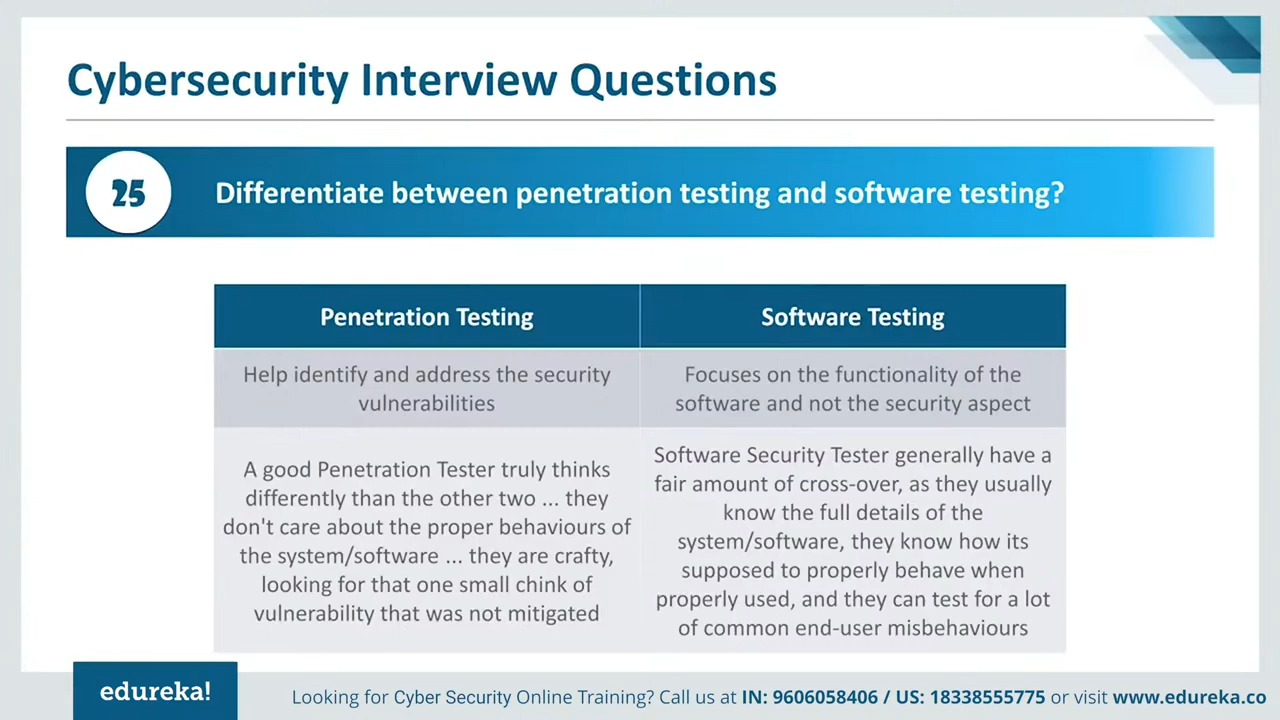 Cybersecurity Interview Questions
25
Differentiate between penetration testing and software testing?
Penetration Testing
Software Testing
Help identify and address the security
vulnerabilities
Focuses on the functionality of the
software and not the security aspect
A good Penetration Tester truly thinks
differently than the other two ... they
don't care about the proper behaviours of
the system/software ... they are crafty,
looking for that one small chink of
vulnerability that was not mitigated
Software Security Tester generally have a
fair amount of cross-over, as they usually
know the full details of the
system/software, they know how its
supposed to properly behave when
properly used, and they can test for a lot
of common end-user misbehaviours
edureka!
Looking for Cyber Security Online Training? Call us at IN: 9606058406 / US: 18338555775 or visit www.edureka.co